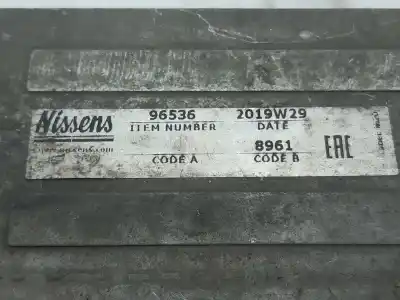 Nissens 96536 2019W29
ITEM NUMBER DATE
8961 EAC
CODE A CODE B